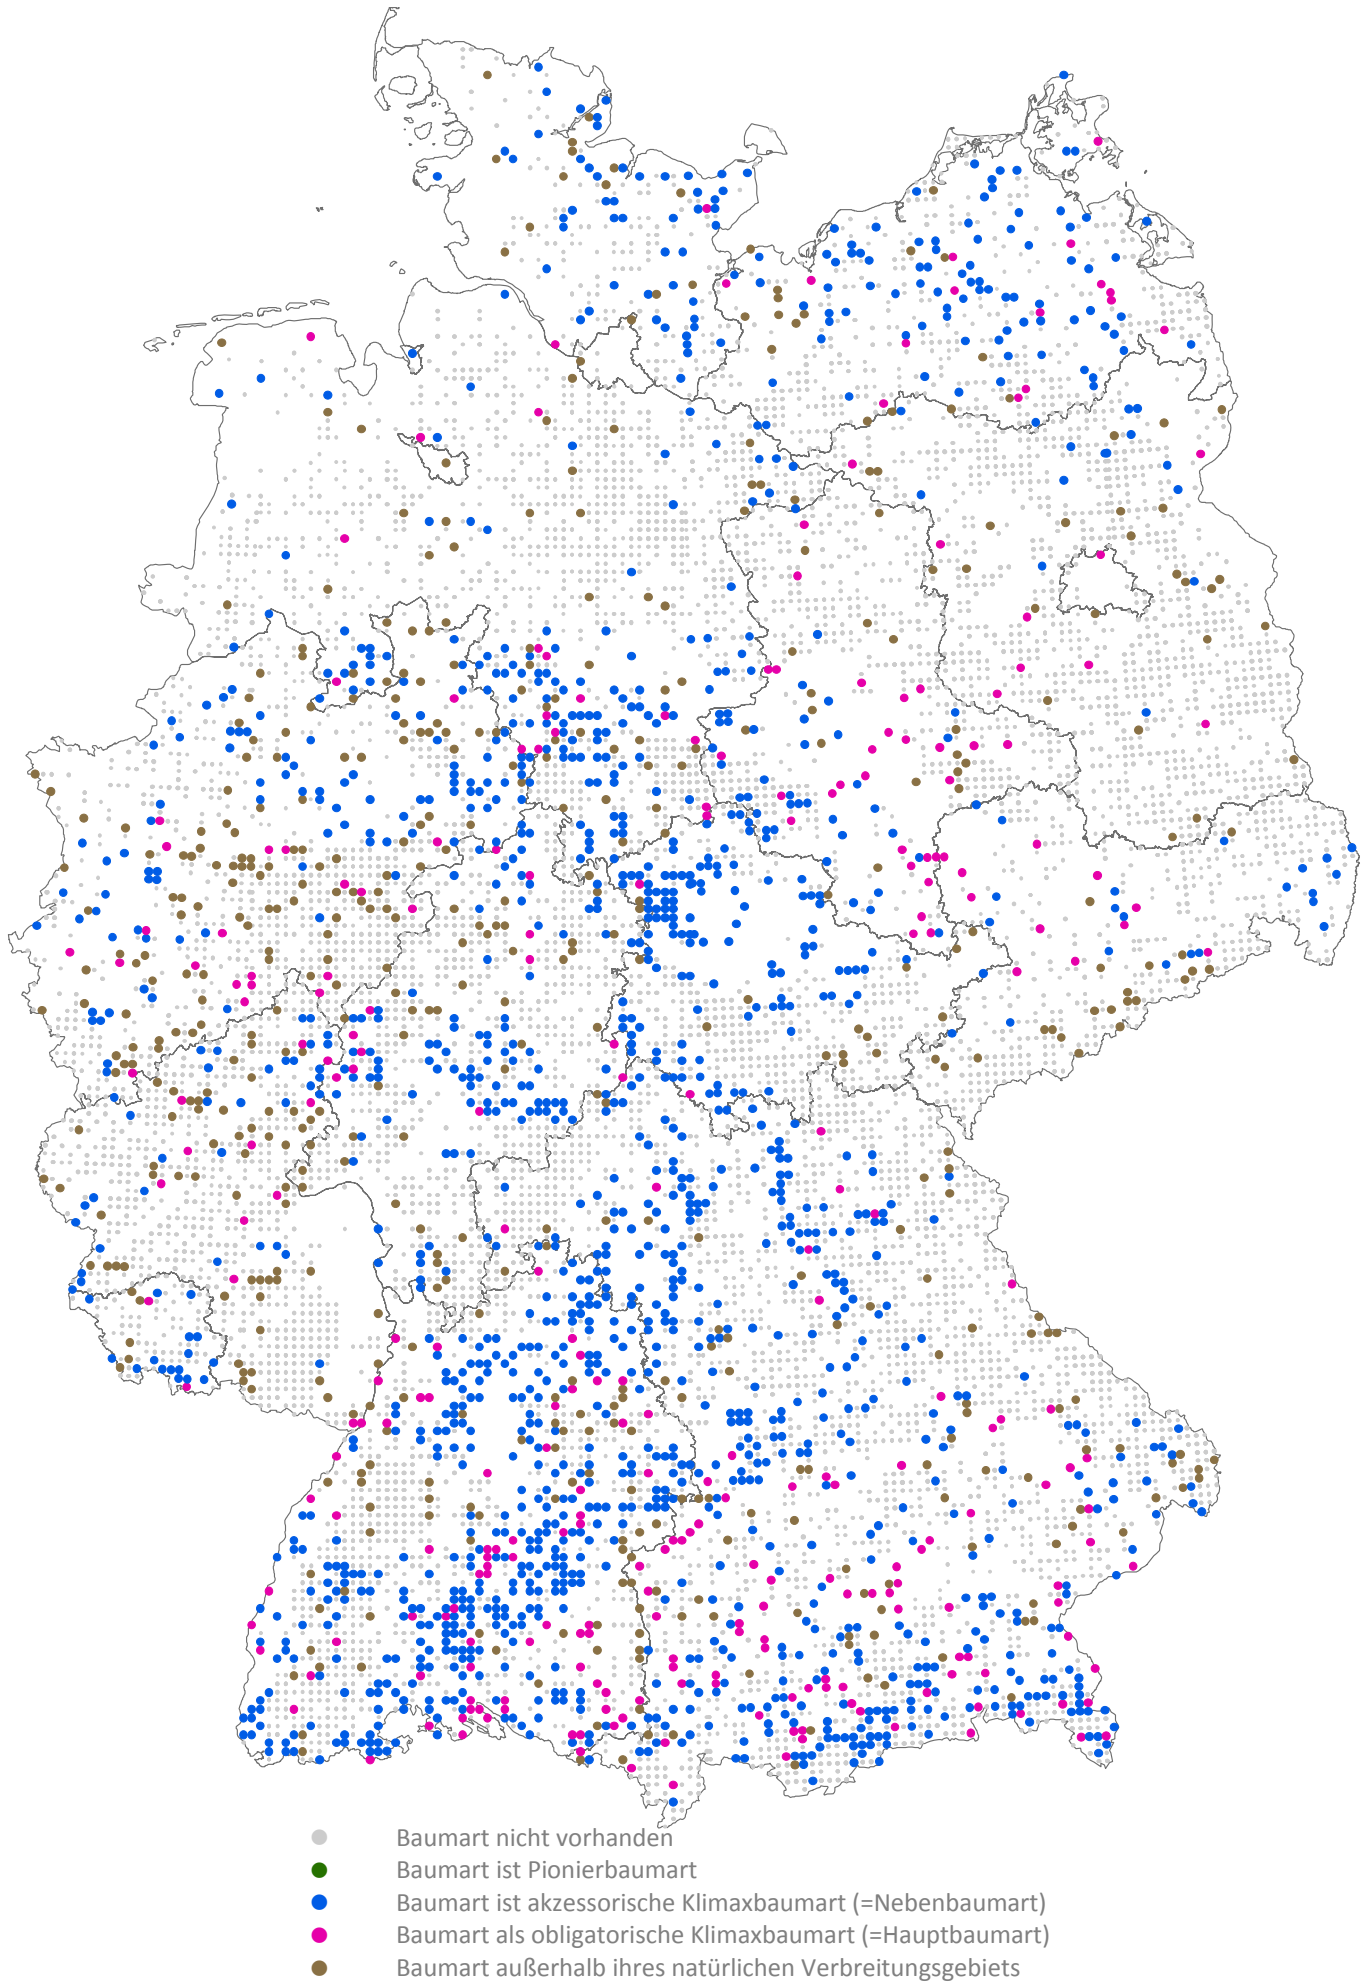 Baumart nicht vorhanden
Baumart ist Pionierbaumart
Baumart ist akzessorische Klimaxbaumart (=Nebenbaumart)
Baumart als obligatorische Klimaxbaumart (=Hauptbaumart)
Baumart außerhalb ihres natürlichen Verbreitungsgebiets